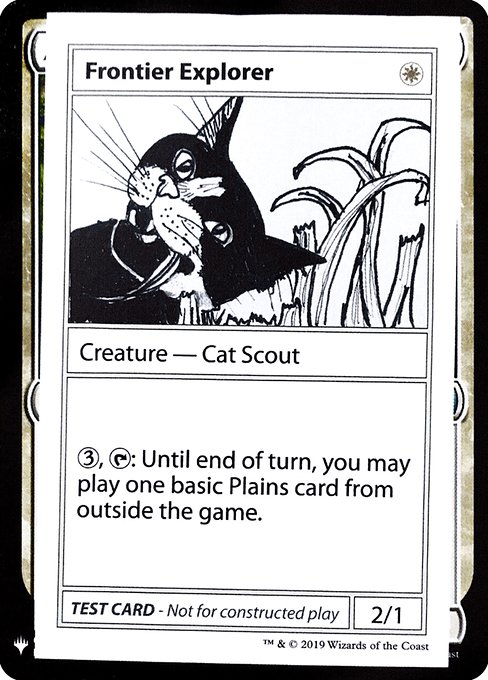 Frontier Explorer
Creature — Cat Scout
③, : Until end of turn, you may
play one basic Plains card from
outside the game.
TEST CARD - Not for constructed play
2/1
™ & © 2019 Wizards of the Coast